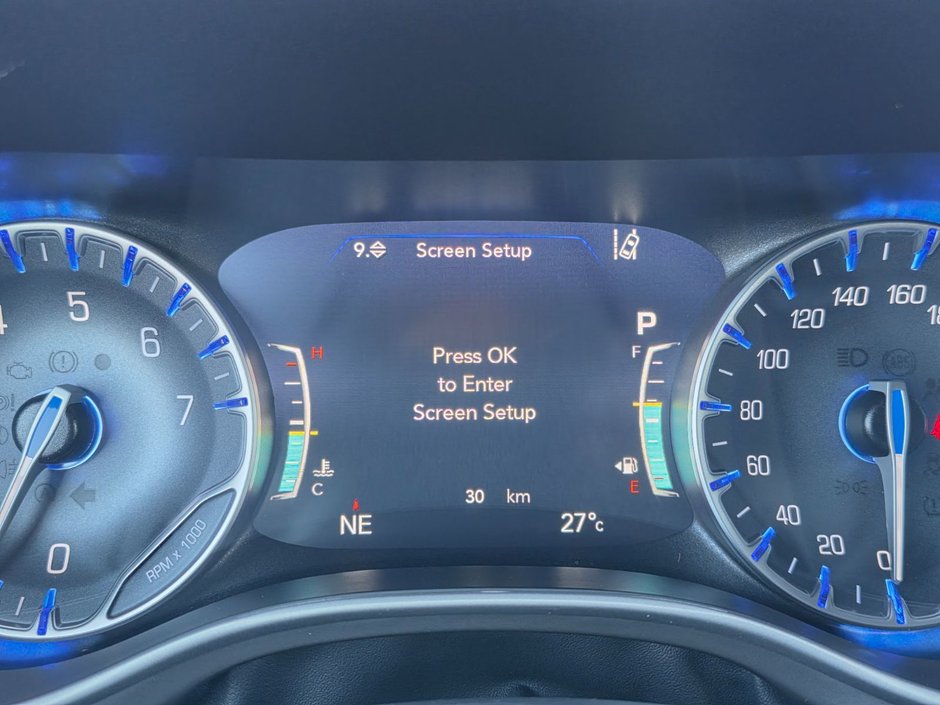 9. Screen Setup
P
Press OK
to Enter
Screen Setup
H
C
F
E
30 km
NE
27°C
0
5
6
7
RPM x 1000
0
20
40
60
80
100
120
140
160